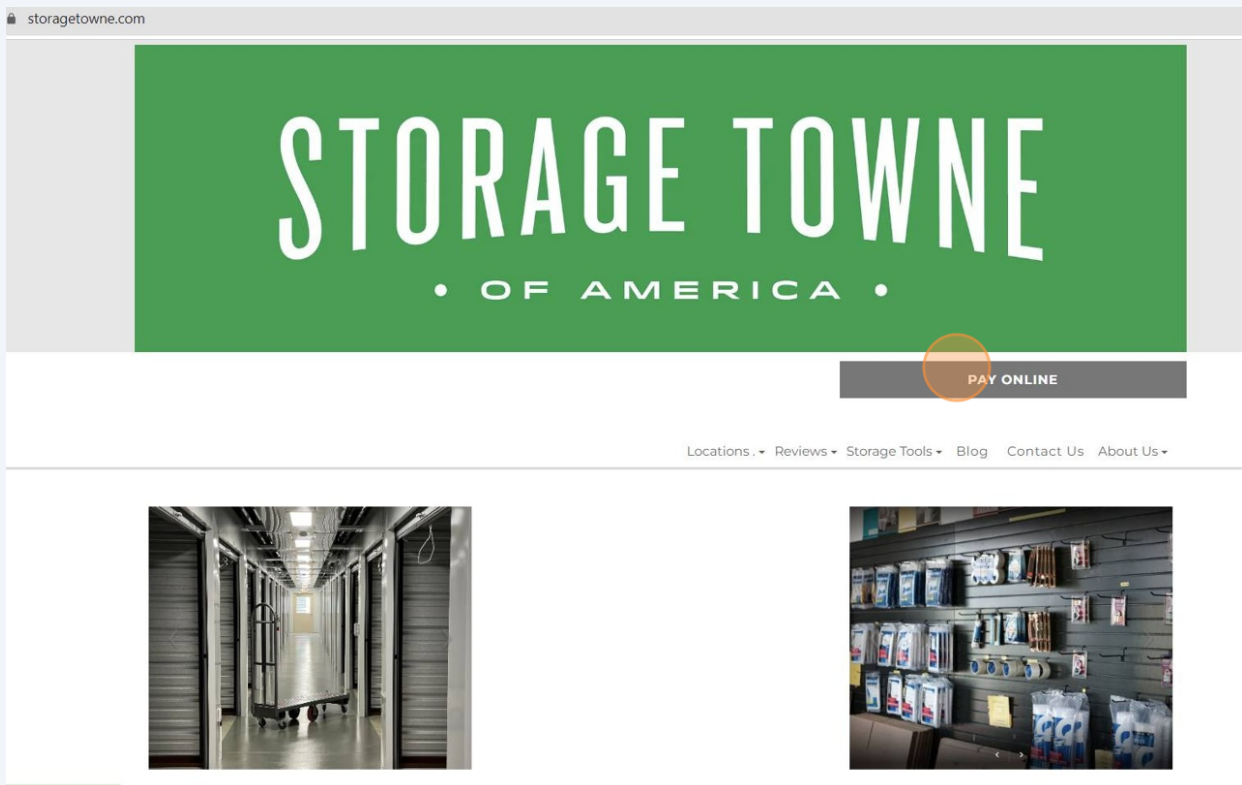 storagetowne.com
STORAGE TOWNE
• OF AMERICA •
PAY ONLINE
Locations . Reviews Storage Tools Blog Contact Us About Us